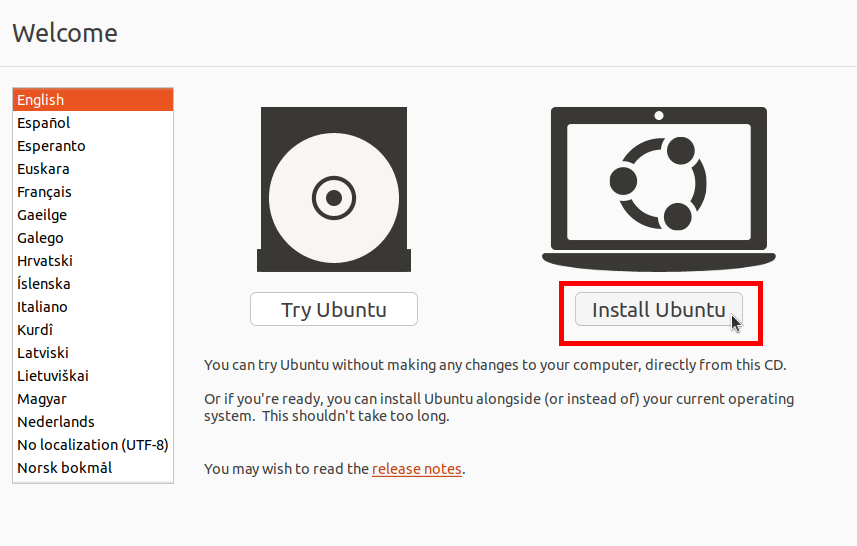 Welcome
English
Español
Esperanto
Euskara
Français
Gaeilge
Galego
Hrvatski
Íslenska
Italiano
Kurdî
Latviski
Lietuviškai
Magyar
Nederlands
No localization (UTF-8)
Norsk bokmål
Try Ubuntu
Install Ubuntu
You can try Ubuntu without making any changes to your computer, directly from this CD.
Or if you're ready, you can install Ubuntu alongside (or instead of) your current operating
system. This shouldn't take too long.
You may wish to read the release notes.